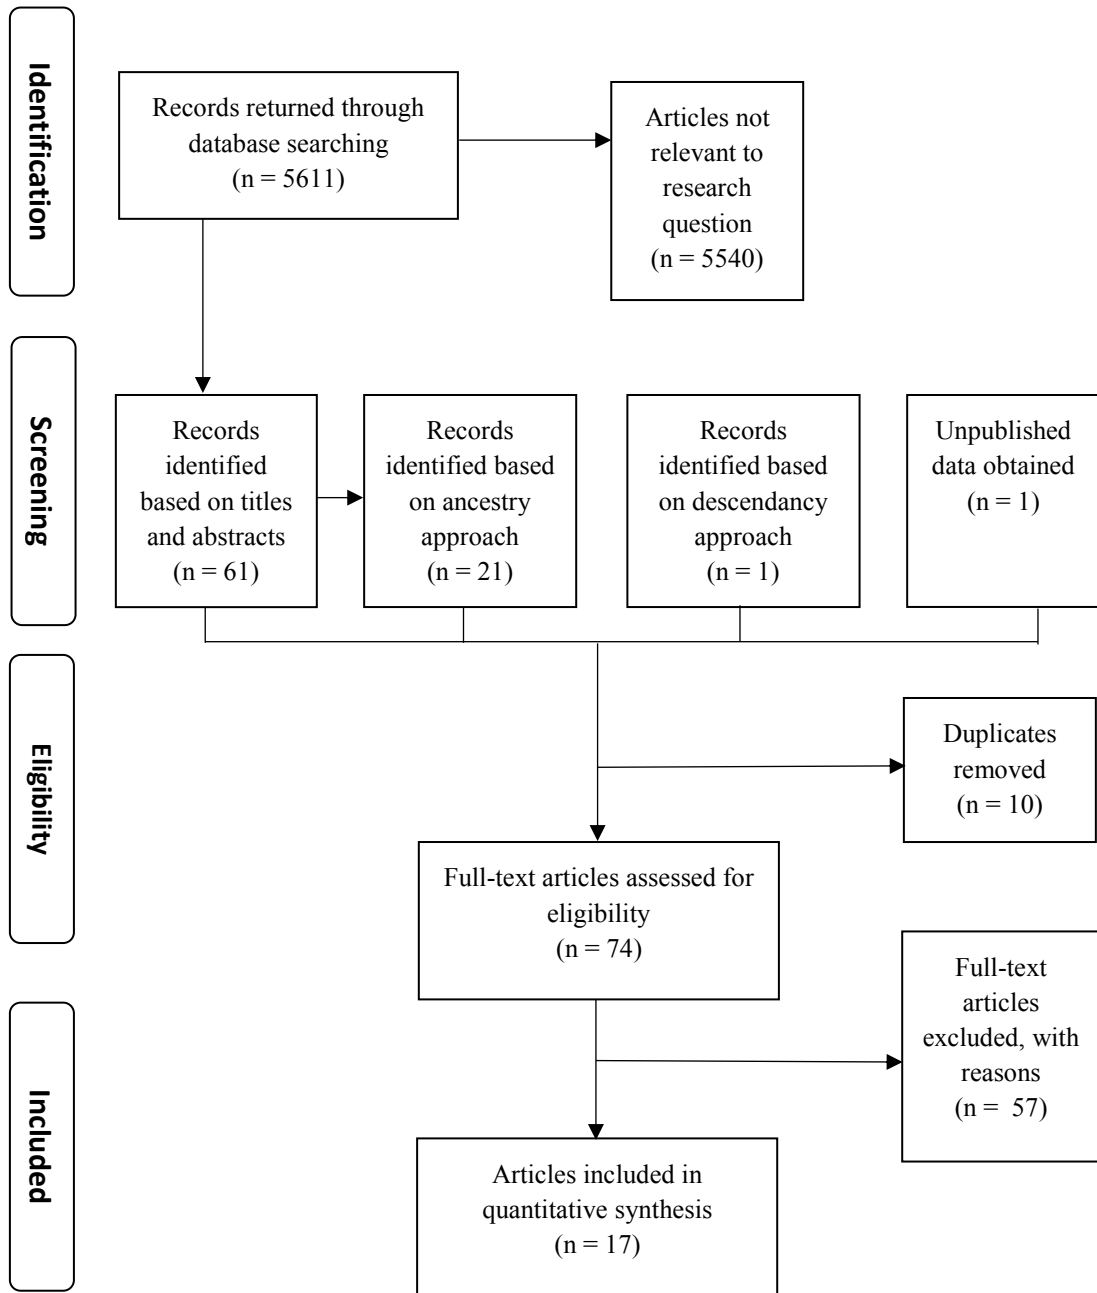 Identification
Records returned through
database searching
(n = 5611)
Articles not
relevant to
research
question
(n = 5540)
Screening
Records
identified
based on titles
and abstracts
(n = 61)
Records
identified based
on ancestry
approach
(n = 21)
Records
identified based
on descendancy
approach
(n = 1)
Unpublished
data obtained
(n = 1)
Eligibility
Duplicates
removed
(n = 10)
Full-text articles assessed for
eligibility
(n = 74)
Full-text
articles
excluded, with
reasons
(n =  57)
Included
Articles included in
quantitative synthesis
(n = 17)